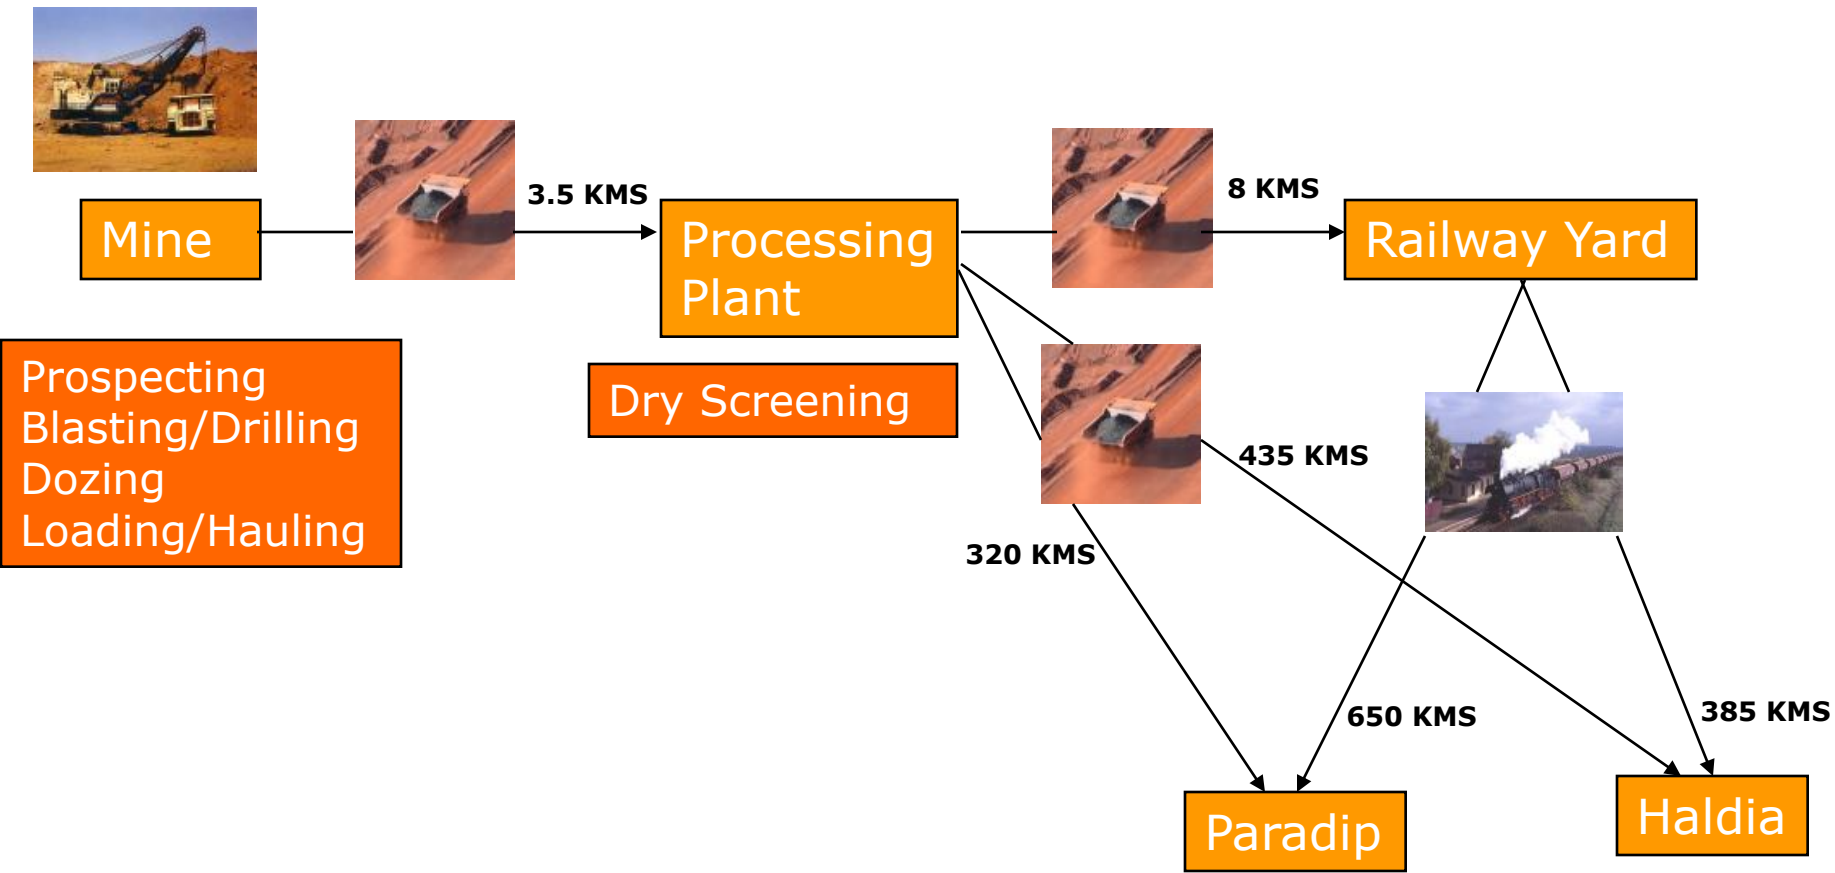 3.5 KMS
8 KMS
Mine
Processing
Plant
Railway Yard
Prospecting
Blasting/Drilling
Dozing
Loading/Hauling
Dry Screening
435 KMS
320 KMS
650 KMS
385 KMS
Paradip
Haldia